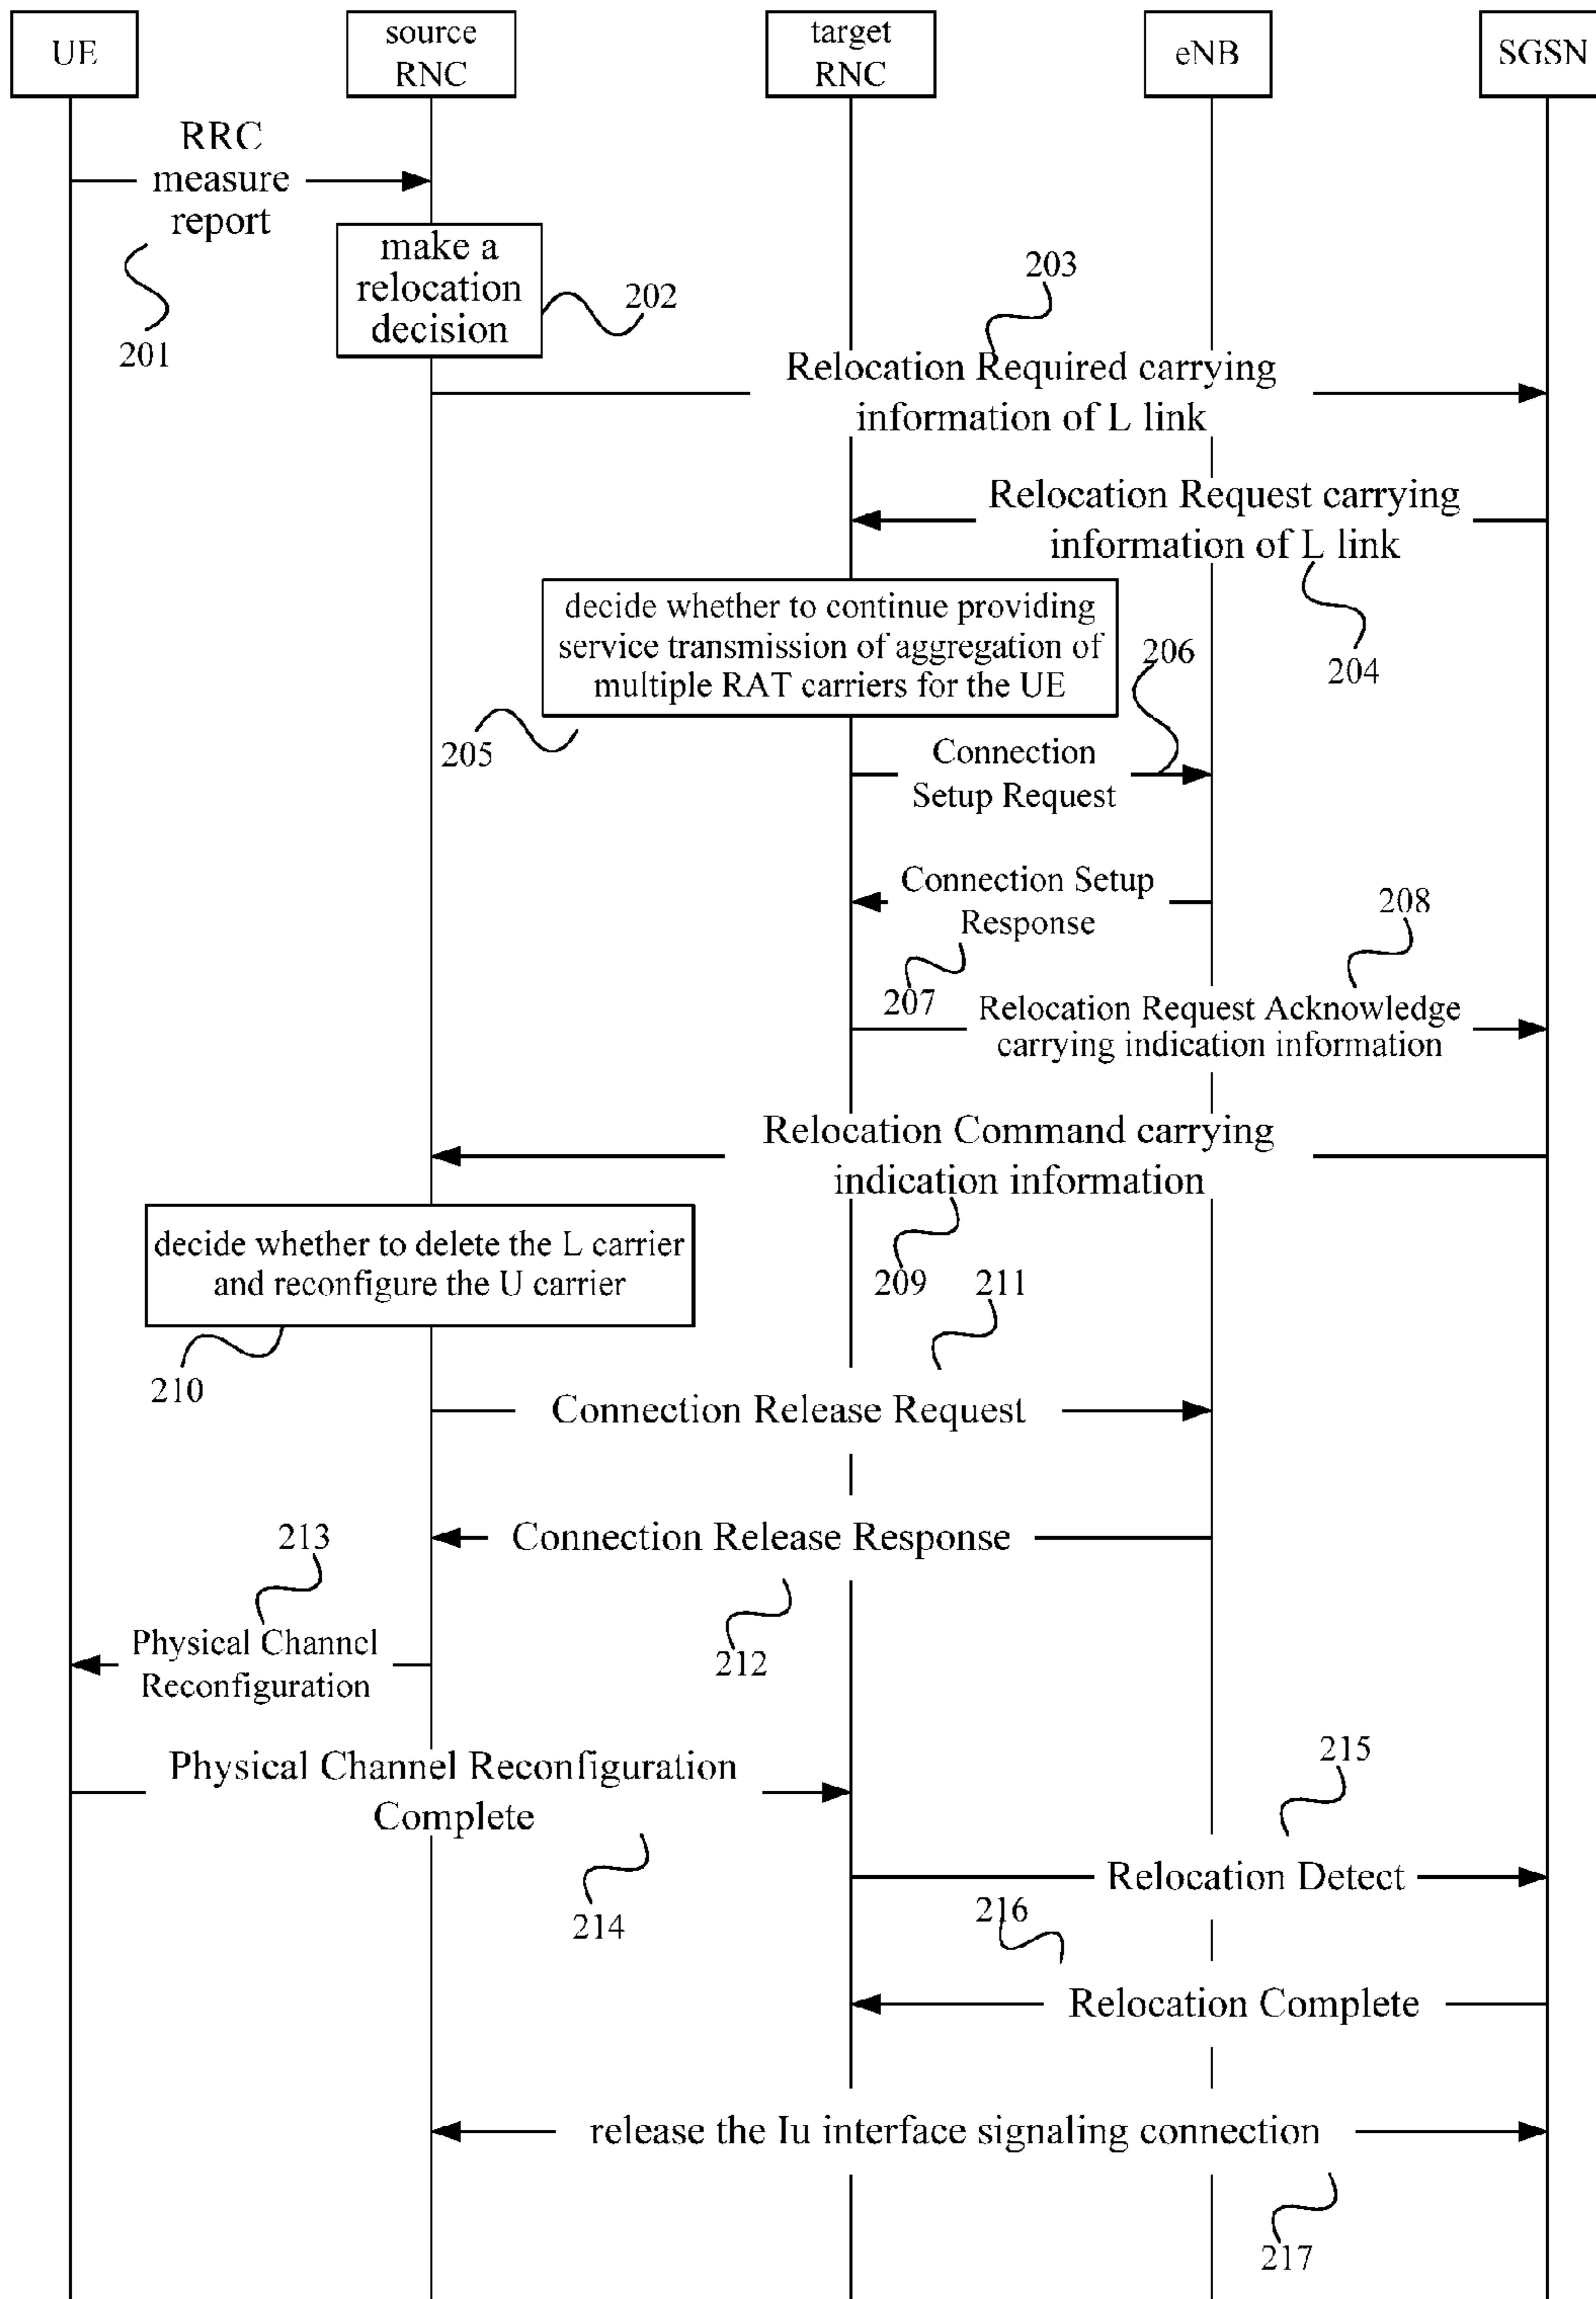 UE
source
RNC
target
RNC
eNB
SGSN
RRC
measure
report
201
make a
relocation
decision
202
203
Relocation Required carrying
information of L link
Relocation Request carrying
information of L link
204
decide whether to continue providing
service transmission of aggregation of
multiple RAT carriers for the UE
205
206
Connection
Setup Request
Connection Setup
Response
207
208
Relocation Request Acknowledge
carrying indication information
Relocation Command carrying
indication information
209
decide whether to delete the L carrier
and reconfigure the U carrier
210
211
Connection Release Request
Connection Release Response
212
213
Physical Channel
Reconfiguration
Physical Channel Reconfiguration
Complete
214
215
Relocation Detect
216
Relocation Complete
release the Iu interface signaling connection
217